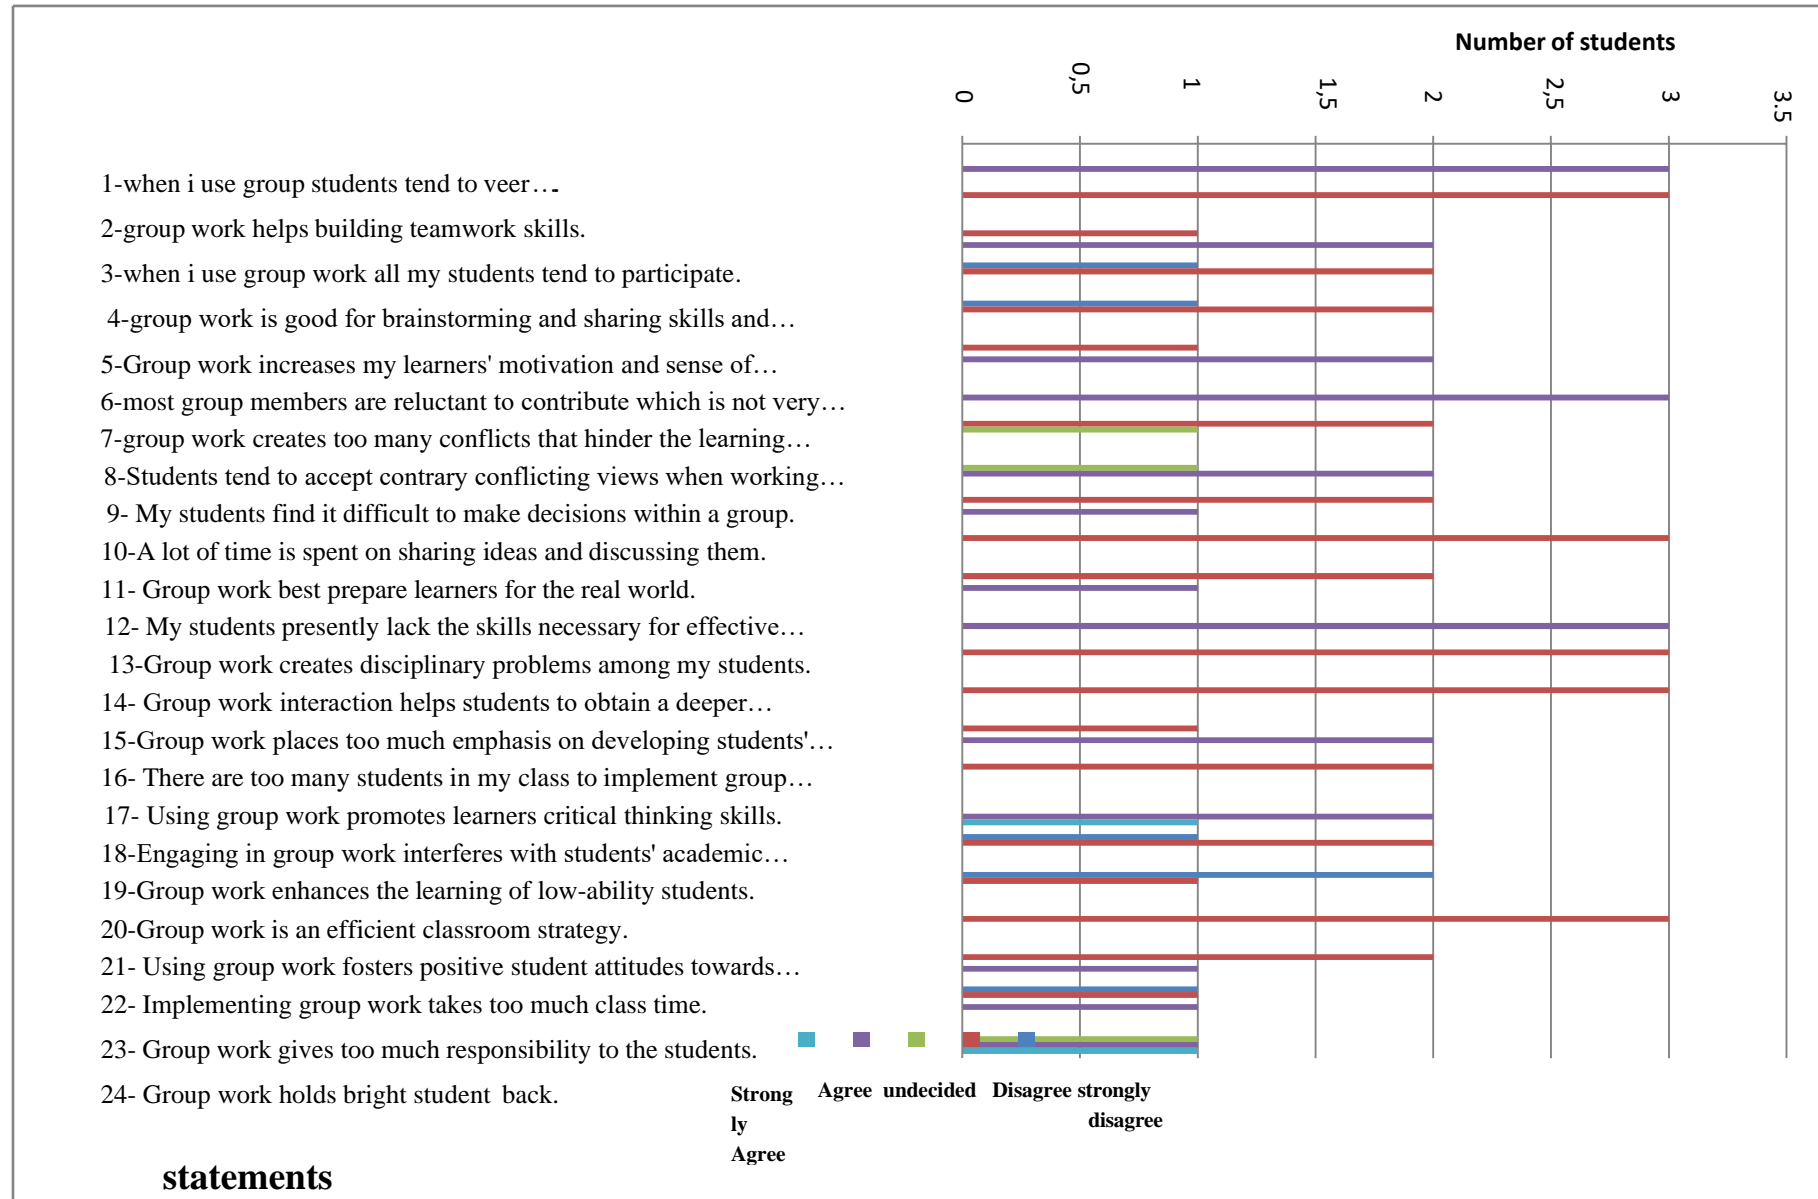 Number of students
0
0,5
1
1,5
2
2,5
3
3.5
1-when i use group students tend to veer….
2-group work helps building teamwork skills.
3-when i use group work all my students tend to participate.
4-group work is good for brainstorming and sharing skills and…
5-Group work increases my learners' motivation and sense of…
6-most group members are reluctant to contribute which is not very…
7-group work creates too many conflicts that hinder the learning…
8-Students tend to accept contrary conflicting views when working…
9- My students find it difficult to make decisions within a group.
10-A lot of time is spent on sharing ideas and discussing them.
11- Group work best prepare learners for the real world.
12- My students presently lack the skills necessary for effective…
13-Group work creates disciplinary problems among my students.
14- Group work interaction helps students to obtain a deeper…
15-Group work places too much emphasis on developing students'…
16- There are too many students in my class to implement group…
17- Using group work promotes learners critical thinking skills.
18-Engaging in group work interferes with students' academic…
19-Group work enhances the learning of low-ability students.
20-Group work is an efficient classroom strategy.
21- Using group work fosters positive student attitudes towards…
22- Implementing group work takes too much class time.
23- Group work gives too much responsibility to the students.
24- Group work holds bright student back.
Strong
ly
Agree
Agree undecided Disagree strongly
disagree
statements